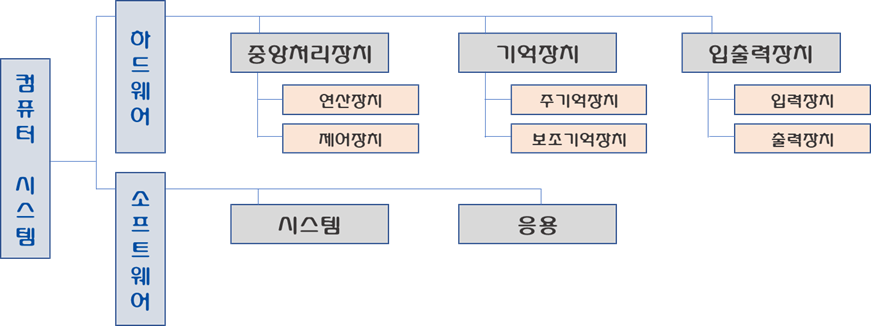 컴퓨터 시스템
하드웨어
중앙처리장치
연산장치
제어장치
기억장치
주기억장치
보조기억장치
입출력장치
입력장치
출력장치
소프트웨어
시스템
응용